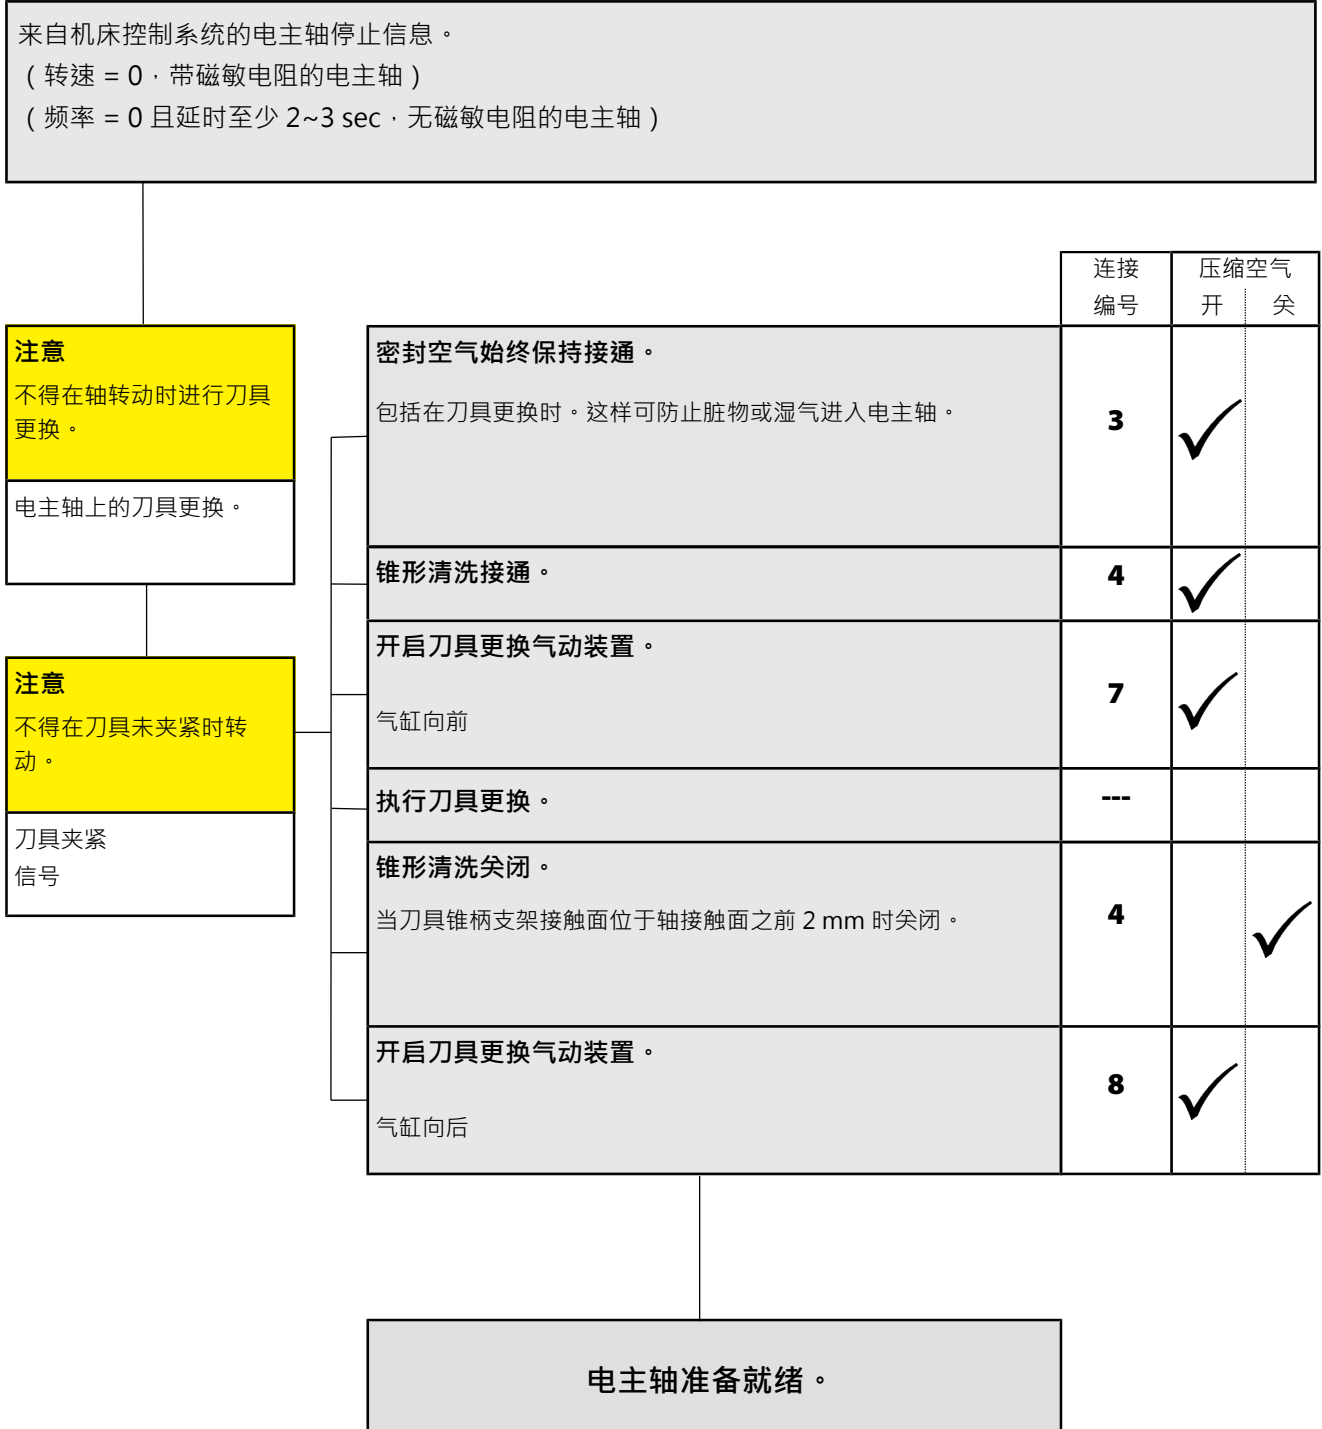 来自机床控制系统的电主轴停止信息。
（转速 = 0，带磁敏电阻的电主轴）
（频率 = 0 且延时至少 2~3 sec，无磁敏电阻的电主轴）
连接
编号
压缩空气
开
关
注意
不得在轴转动时进行刀具
更换。
电主轴上的刀具更换。
注意
不得在刀具未夹紧时转
动。
刀具夹紧
信号
密封空气始终保持接通。
包括在刀具更换时。这样可防止脏物或湿气进入电主轴。
3
锥形清洗接通。
4
开启刀具更换气动装置。
气缸向前
7
执行刀具更换。
---
锥形清洗关闭。
当刀具锥柄支架接触面位于轴接触面之前 2 mm 时关闭。
4
开启刀具更换气动装置。
气缸向后
8
电主轴准备就绪。